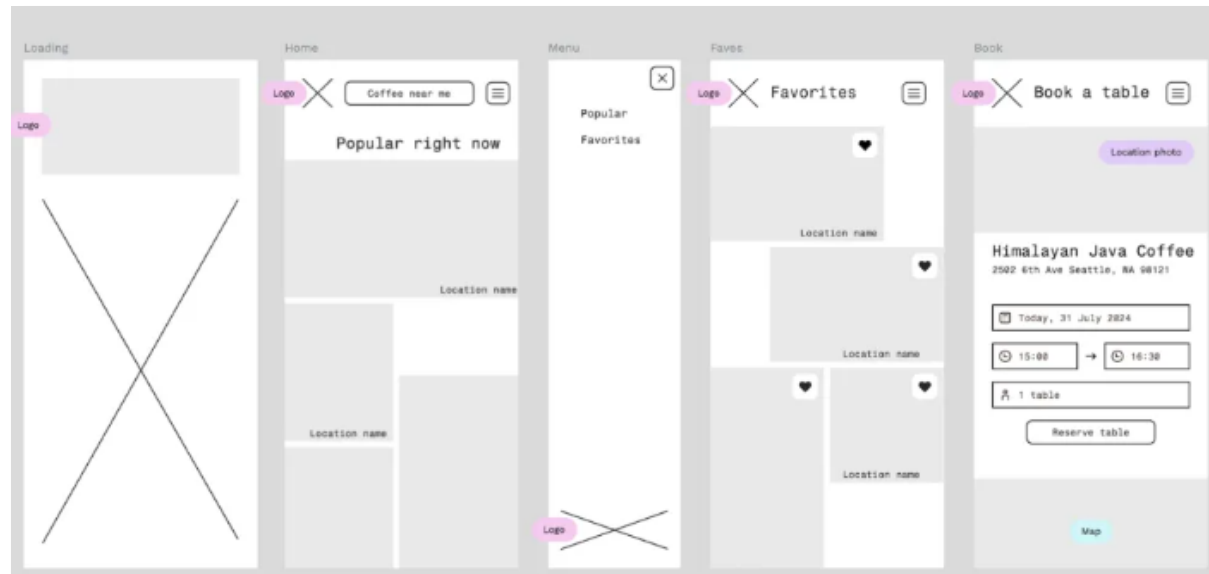 Loading
Logo
Home
Logo
Coffee near me
Popular right now
Location name
Location name
Menu
Popular
Favorites
Logo
Faves
Logo
Favorites
Location name
Location name
Location name
Book
Logo
Book a table
Location photo
Himalayan Java Coffee
2502 6th Ave Seattle, WA 98121
Today, 31 July 2024
15:00 → 16:30
1 table
Reserve table
Map